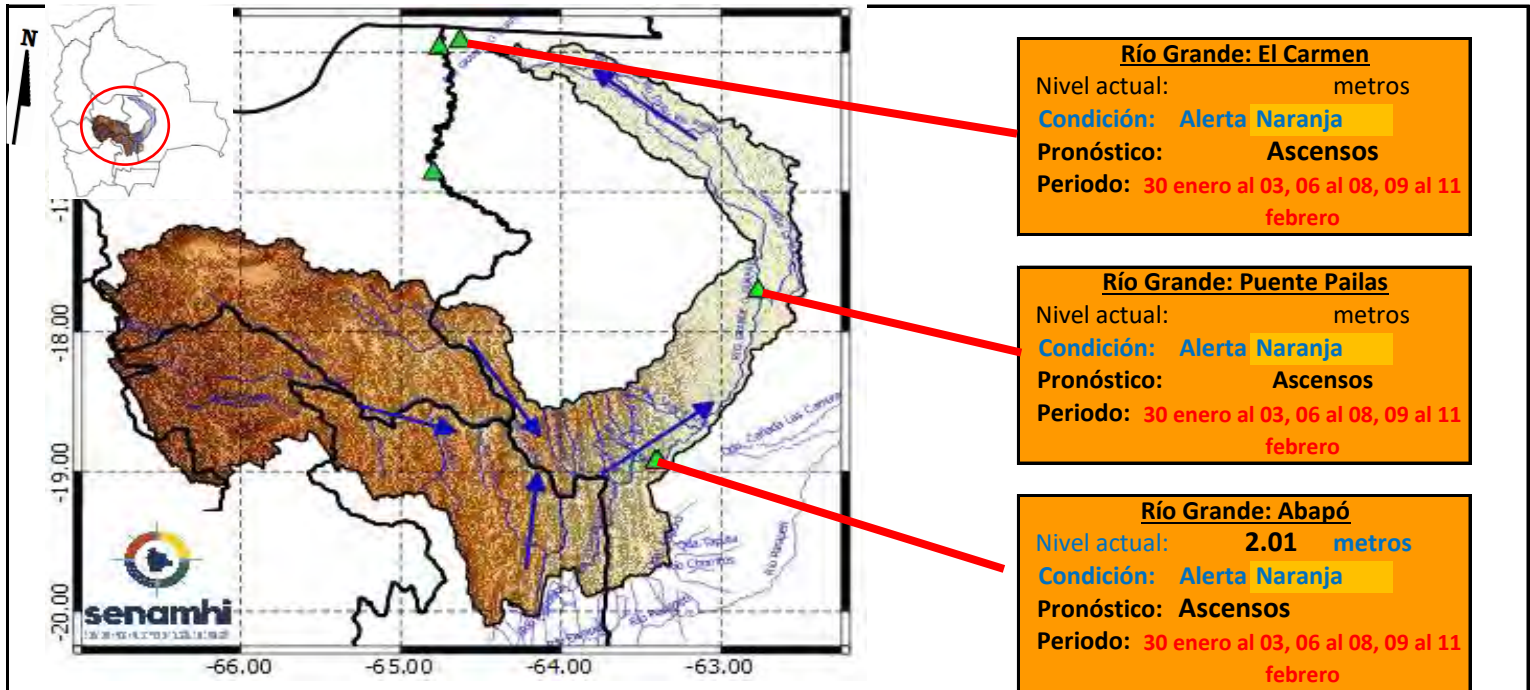 N
-17
-18.00
-19.00
-20.00
-66.00
-65.00
-64.00
-63.00
senamhi
Río Grande: El Carmen
Nivel actual: metros
Condición: Alerta Naranja
Pronóstico: Ascensos
Periodo: 30 enero al 03, 06 al 08, 09 al 11
febrero
Río Grande: Puente Pailas
Nivel actual: metros
Condición: Alerta Naranja
Pronóstico: Ascensos
Periodo: 30 enero al 03, 06 al 08, 09 al 11
febrero
Río Grande: Abapó
Nivel actual: 2.01 metros
Condición: Alerta Naranja
Pronóstico: Ascensos
Periodo: 30 enero al 03, 06 al 08, 09 al 11
febrero